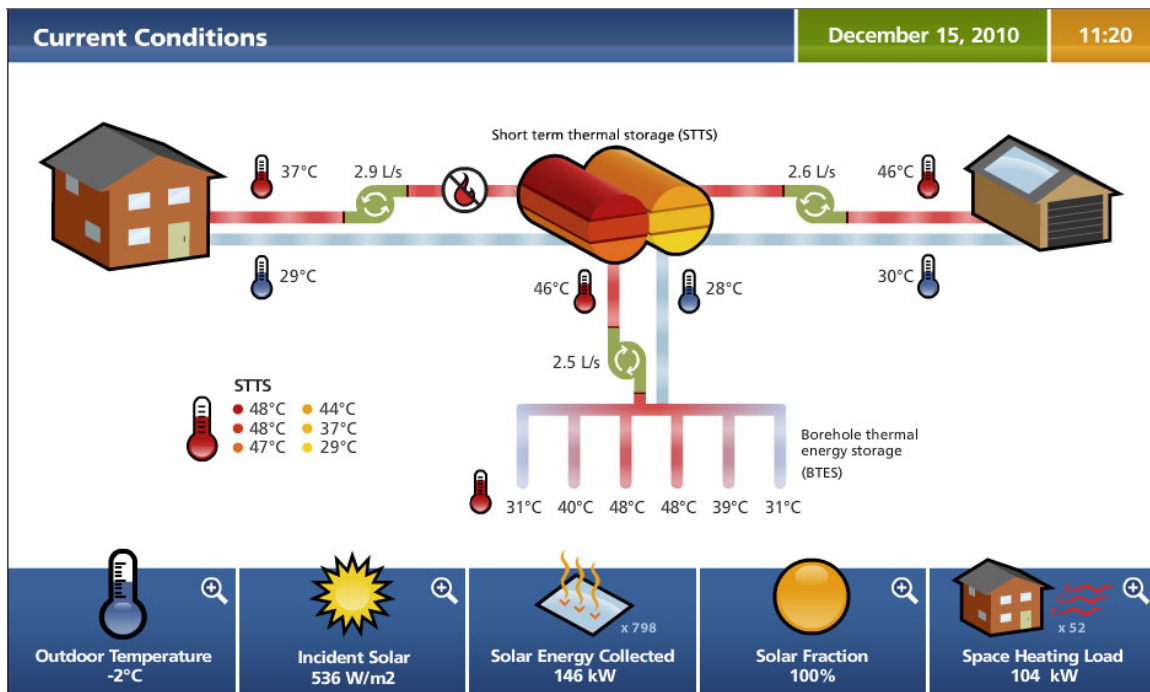 Current Conditions
December 15, 2010
11:20
Short term thermal storage (STTS)
37°C
2.9 L/s
2.6 L/s
46°C
29°C
46°C
28°C
30°C
2.5 L/s
STTS
48°C 44°C
48°C 37°C
47°C 29°C
Borehole thermal
energy storage
(BTES)
31°C 40°C 48°C 48°C 39°C 31°C
x 798
x 52
Outdoor Temperature
-2°C
Incident Solar
536 W/m2
Solar Energy Collected
146 kW
Solar Fraction
100%
Space Heating Load
104 kW